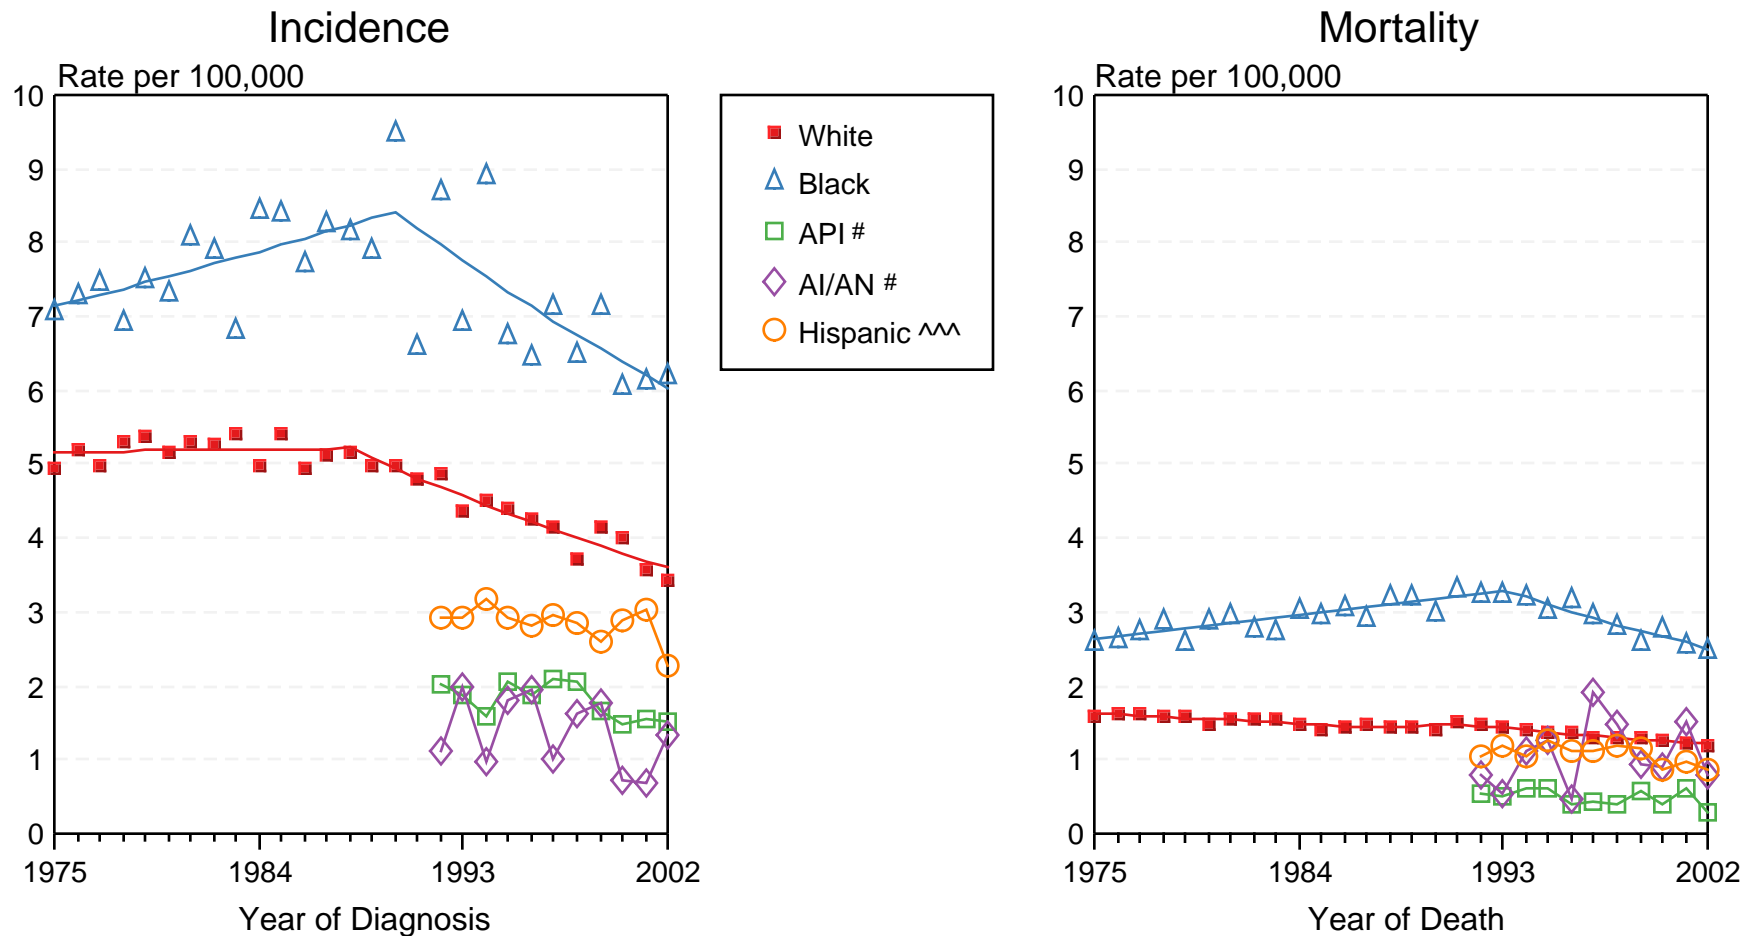 Incidence
Rate per 100,000
10
9
8
7
6
5
4
3
2
1
0
1975 1984 1993 2002
Year of Diagnosis
White
Black
API #
AI/AN #
Hispanic ^^^
Mortality
Rate per 100,000
10
9
8
7
6
5
4
3
2
1
0
1975 1984 1993 2002
Year of Death